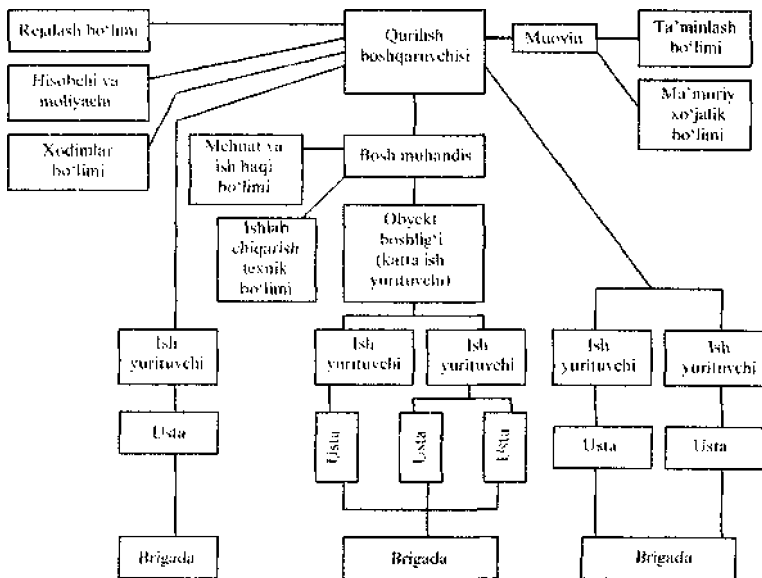 Rejalash bo‘limi
Qurilish
boshqaruvchisi
Muovin
Ta’minlash
bo‘limi
Hisobchi va
moliyachi
Ma’muriy
xo‘jalik
bo‘limi
Xodimlar
bo‘limi
Mehnat va
ish haqi
bo‘limi
Bosh muhandis
Ishlab
chiqarish
texnik
bo‘limi
Obyekt
boshlig‘i
(katta ish
yurituvchi)
Ish
yurituvchi
Ish
yurituvchi
Ish
yurituvchi
Ish
yurituvchi
Ish
yurituvchi
Usta
Usta
Usta
Usta
Usta
Usta
Brigada
Brigada
Brigada